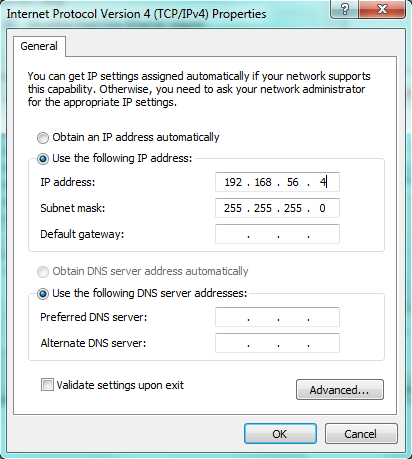 Internet Protocol Version 4 (TCP/IPv4) Properties
General
You can get IP settings assigned automatically if your network supports
this capability. Otherwise, you need to ask your network administrator
for the appropriate IP settings.
Obtain an IP address automatically
Use the following IP address:
IP address: 192 . 168 . 56 . 4
Subnet mask: 255 . 255 . 255 . 0
Default gateway: . . .
Obtain DNS server address automatically
Use the following DNS server addresses:
Preferred DNS server: . . .
Alternate DNS server: . . .
Validate settings upon exit
Advanced...
OK Cancel